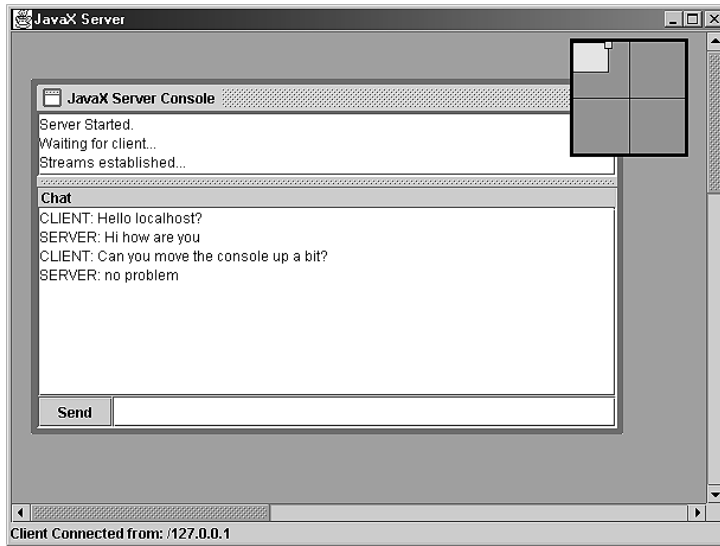 JavaX Server
JavaX Server Console
Server Started.
Waiting for client...
Streams established...
Chat
CLIENT: Hello localhost?
SERVER: Hi how are you
CLIENT: Can you move the console up a bit?
SERVER: no problem
Send
Client Connected from: /127.0.0.1